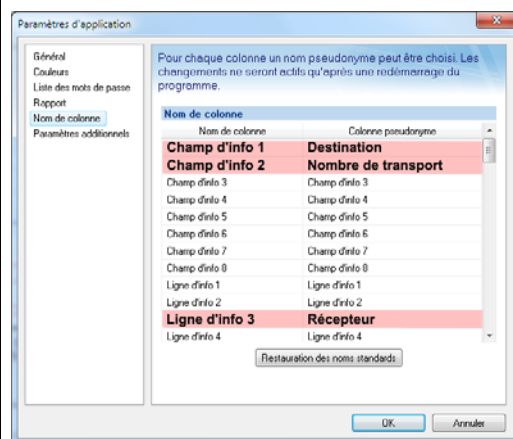 Paramètres d'application
Général
Couleurs
Liste des mots de passe
Rapport
Nom de colonne
Paramètres additionnels
Pour chaque colonne un nom pseudonyme peut être choisi. Les
changements ne seront actifs qu'après une redémarrage du
programme.
Nom de colonne
Nom de colonne Colonne pseudonyme
Champ d'info 1 Destination
Champ d'info 2 Nombre de transport
Champ d'info 3 Champ d'info 3
Champ d'info 4 Champ d'info 4
Champ d'info 5 Champ d'info 5
Champ d'info 6 Champ d'info 6
Champ d'info 7 Champ d'info 7
Champ d'info 8 Champ d'info 8
Ligne d'info 1 Ligne d'info 1
Ligne d'info 2 Ligne d'info 2
Ligne d'info 3 Récepteur
Ligne d'info 4 Ligne d'info 4
Restauration des noms standards
OK Annuler